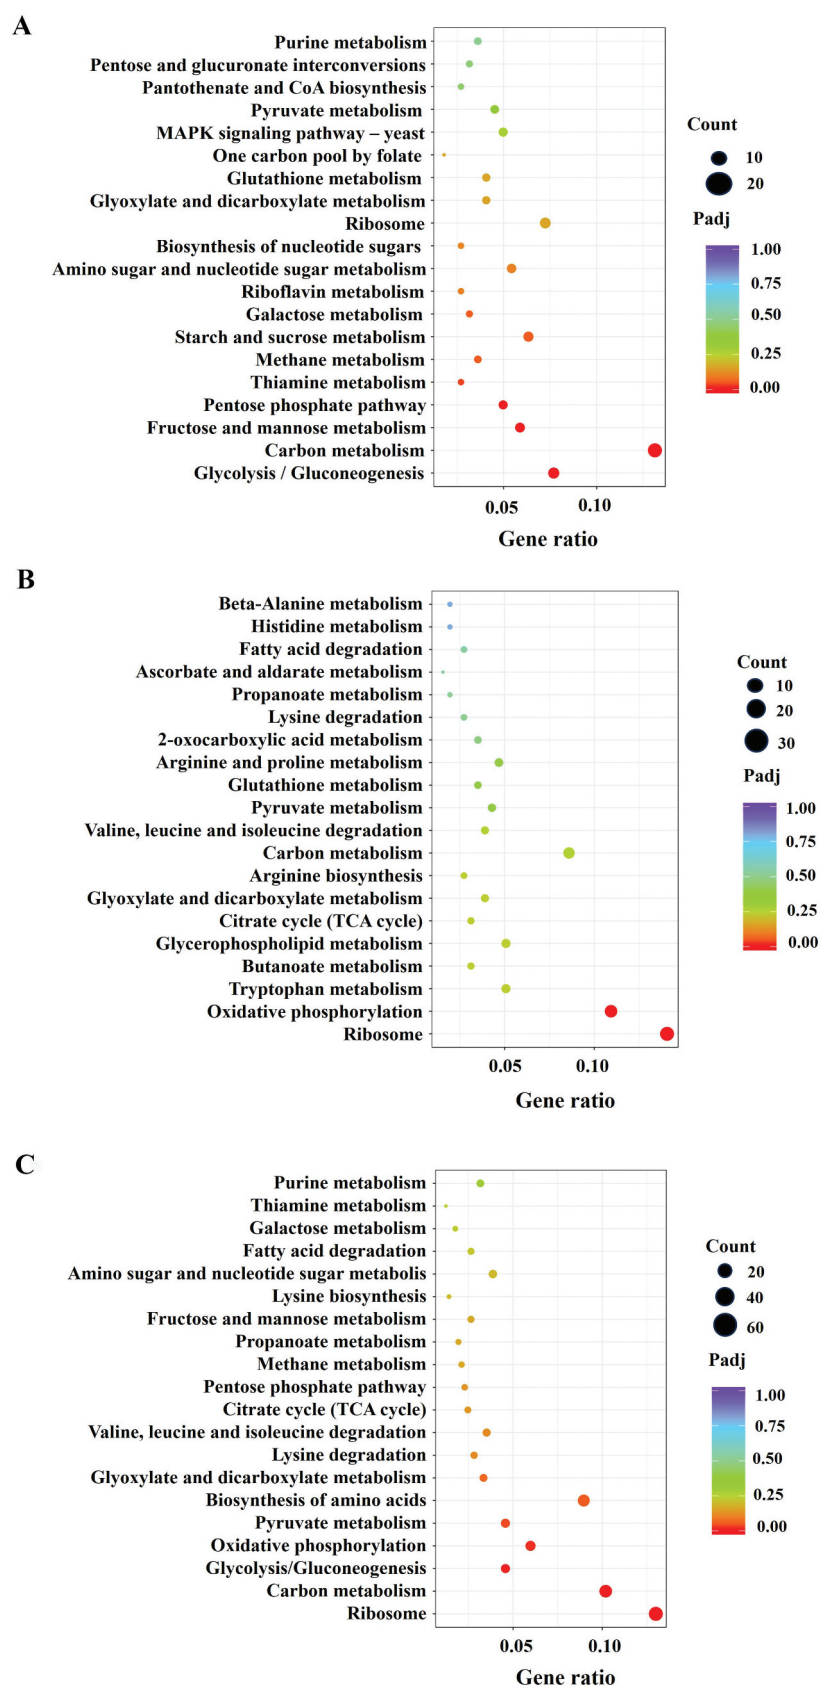 A
Purine metabolism
Pentose and glucuronate interconversions
Pantothenate and CoA biosynthesis
Pyruvate metabolism
MAPK signaling pathway – yeast
One carbon pool by folate
Glutathione metabolism
Glyoxylate and dicarboxylate metabolism
Ribosome
Biosynthesis of nucleotide sugars
Amino sugar and nucleotide sugar metabolism
Riboflavin metabolism
Galactose metabolism
Starch and sucrose metabolism
Methane metabolism
Thiamine metabolism
Pentose phosphate pathway
Fructose and mannose metabolism
Carbon metabolism
Glycolysis / Gluconeogenesis
0.05 0.10
Gene ratio
Count
10
20
Padj
1.00
0.75
0.50
0.25
0.00
B
Beta-Alanine metabolism
Histidine metabolism
Fatty acid degradation
Ascorbate and aldarate metabolism
Propanoate metabolism
Lysine degradation
2-oxocarboxylic acid metabolism
Arginine and proline metabolism
Glutathione metabolism
Pyruvate metabolism
Valine, leucine and isoleucine degradation
Carbon metabolism
Arginine biosynthesis
Glyoxylate and dicarboxylate metabolism
Citrate cycle (TCA cycle)
Glycerophospholipid metabolism
Butanoate metabolism
Tryptophan metabolism
Oxidative phosphorylation
Ribosome
0.05 0.10
Gene ratio
Count
10
20
30
Padj
1.00
0.75
0.50
0.25
0.00
C
Purine metabolism
Thiamine metabolism
Galactose metabolism
Fatty acid degradation
Amino sugar and nucleotide sugar metabolis
Lysine biosynthesis
Fructose and mannose metabolism
Propanoate metabolism
Methane metabolism
Pentose phosphate pathway
Citrate cycle (TCA cycle)
Valine, leucine and isoleucine degradation
Lysine degradation
Glyoxylate and dicarboxylate metabolism
Biosynthesis of amino acids
Pyruvate metabolism
Oxidative phosphorylation
Glycolysis/Gluconeogenesis
Carbon metabolism
Ribosome
0.05 0.10
Gene ratio
Count
20
40
60
Padj
1.00
0.75
0.50
0.25
0.00